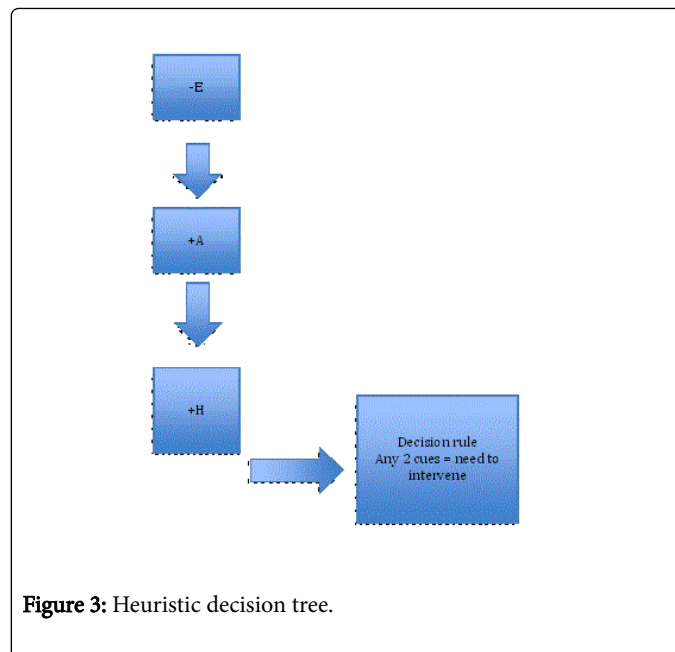 -E
+A
+H
Decision rule
Any 2 cues = need to
intervene
Figure 3: Heuristic decision tree.